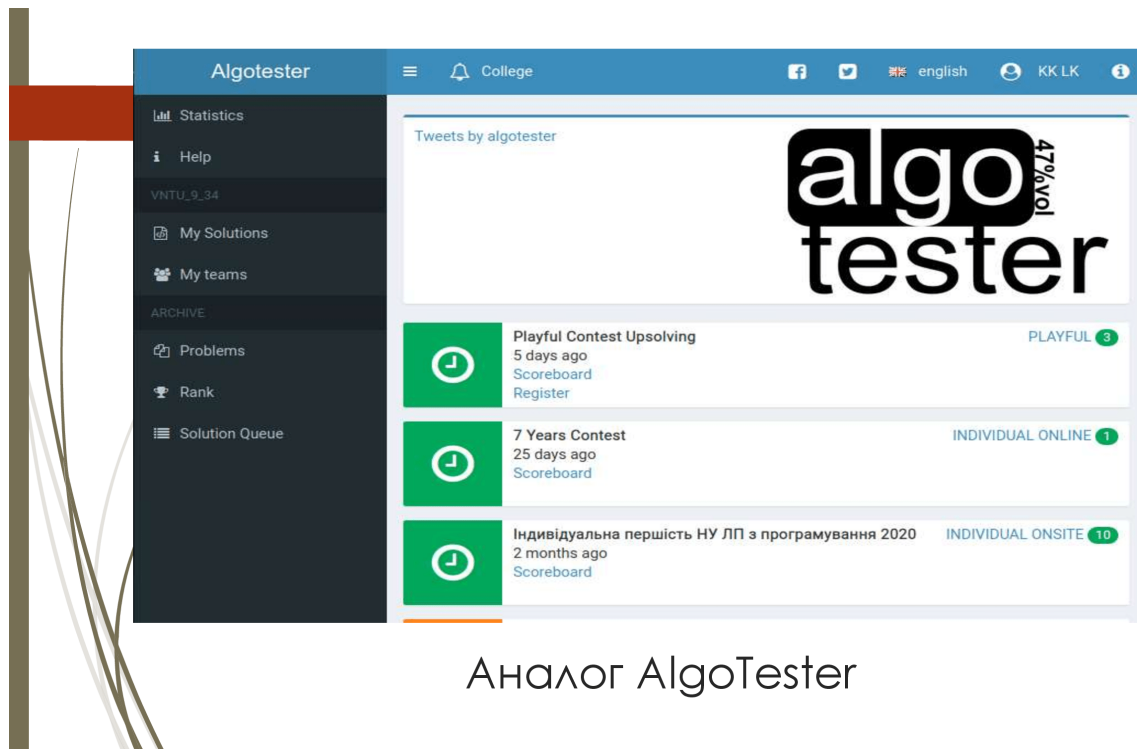 Algotester
College
english
KK LK
Statistics
Help
VNTU_9_34
My Solutions
My teams
ARCHIVE
Problems
Rank
Solution Queue
Tweets by algotester
algo
47%vol
tester
Playful Contest Upsolving
PLAYFUL 3
5 days ago
Scoreboard
Register
7 Years Contest
INDIVIDUAL ONLINE 1
25 days ago
Scoreboard
Індивідуальна першість НУ ЛП з програмування 2020
INDIVIDUAL ONSITE 10
2 months ago
Scoreboard
Аналог AlgoTester